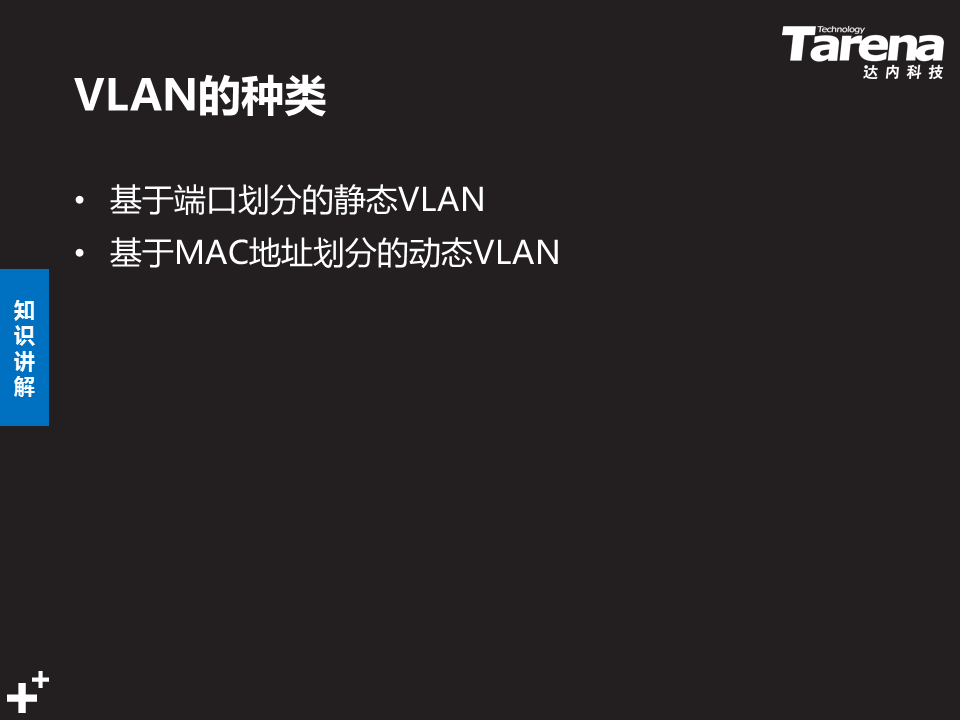 Technology
Tarena
达内科技
VLAN的种类
• 基于端口划分的静态VLAN
• 基于MAC地址划分的动态VLAN
知
识
讲
解